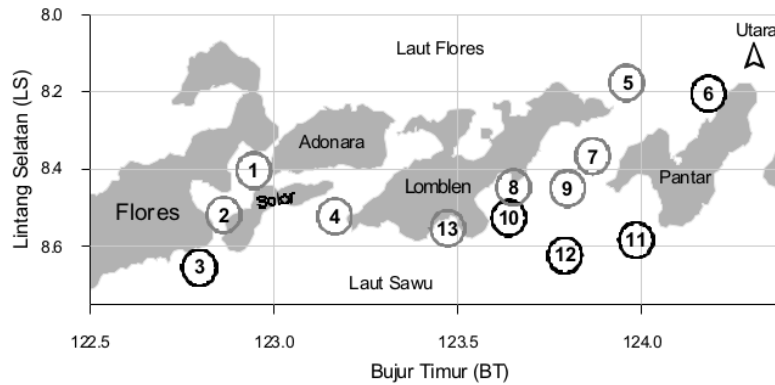 8.0
Laut Flores
Utara
8.2
5
6
Adonara
7
8.4
1
Lomblen
8
9
Pantar
Solor
Flores
2
4
13
10
11
8.6
3
12
Laut Sawu
Lintang Selatan (LS)
122.5
123.0
123.5
124.0
Bujur Timur (BT)